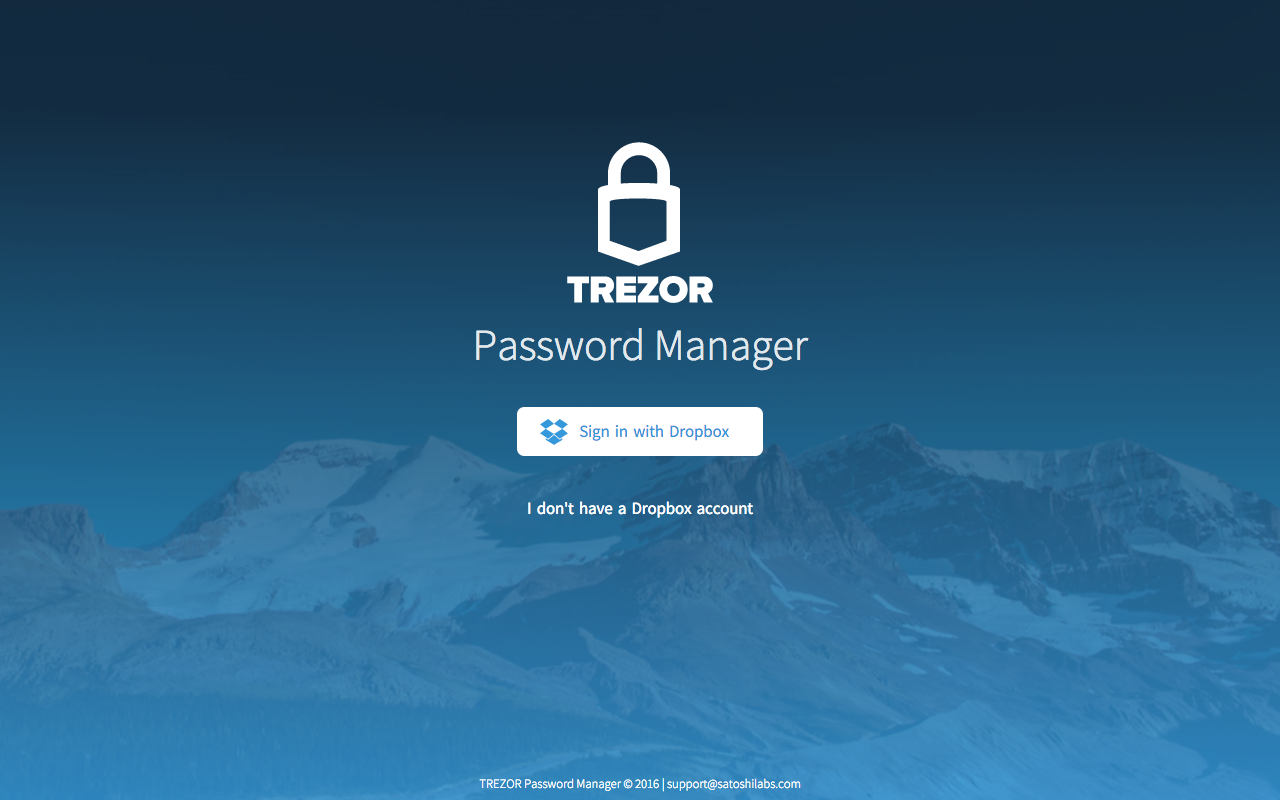 TREZOR
Password Manager
Sign in with Dropbox
I don't have a Dropbox account
TREZOR Password Manager © 2016 | support@satoshilabs.com